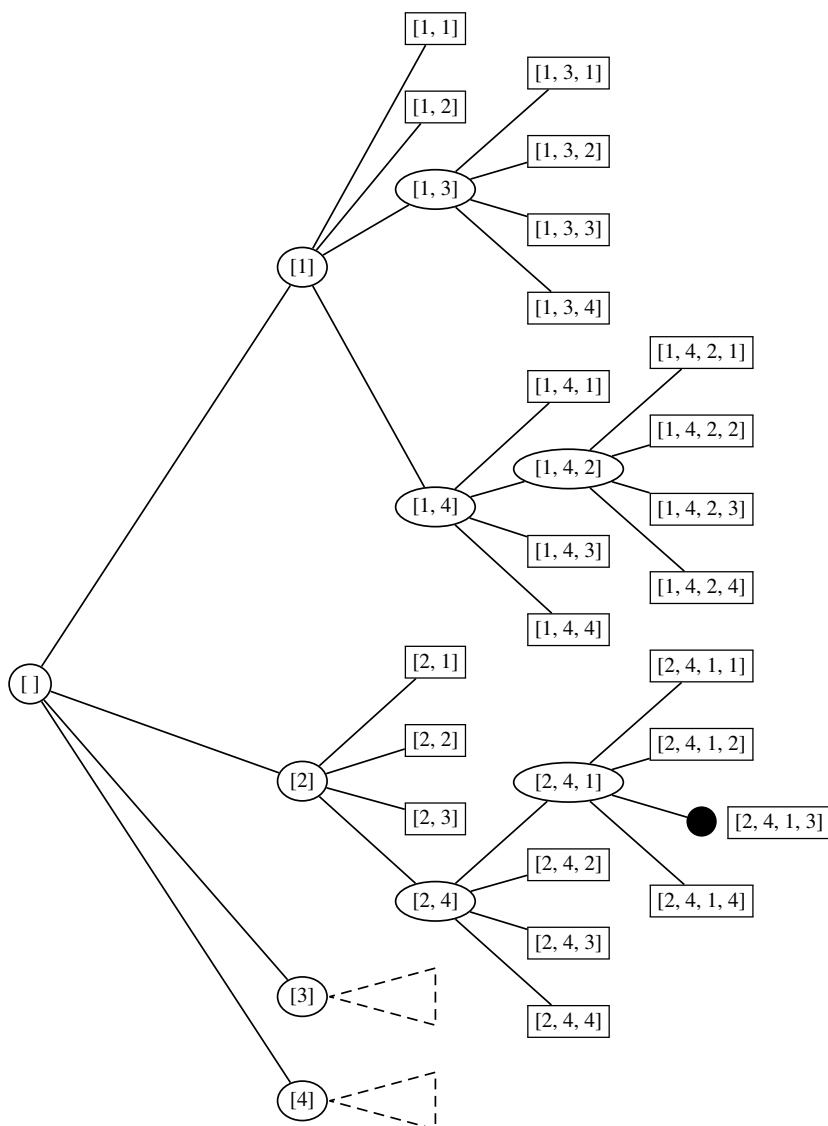 [1, 1]
[1, 2]
[1, 3, 1]
[1, 3, 2]
[1, 3]
[1, 3, 3]
[1]
[1, 3, 4]
[1, 4, 2, 1]
[1, 4, 1]
[1, 4, 2, 2]
[1, 4, 2]
[1, 4]
[1, 4, 2, 3]
[1, 4, 3]
[1, 4, 2, 4]
[1, 4, 4]
[ ]
[2, 1]
[2, 4, 1, 1]
[2, 2]
[2, 4, 1, 2]
[2]
[2, 4, 1]
[2, 3]
[2, 4, 1, 3]
[2, 4, 2]
[2, 4]
[2, 4, 1, 4]
[2, 4, 3]
[3]
[2, 4, 4]
[4]